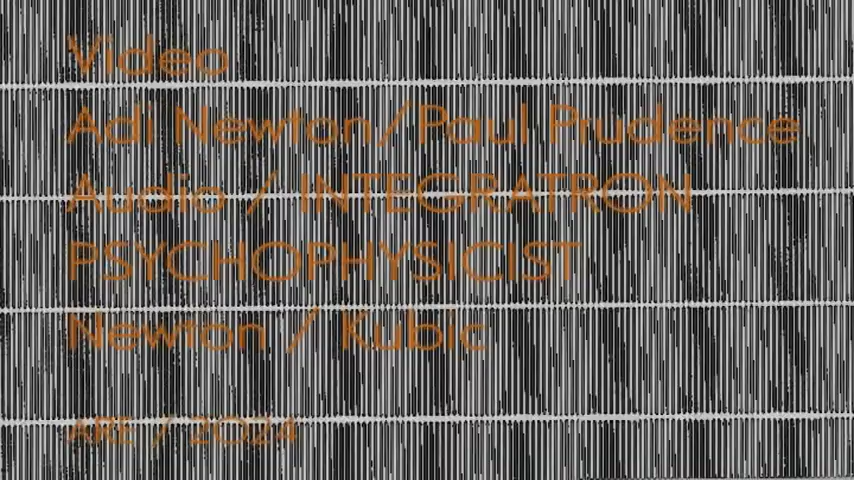 Video
Adi Newton/Paul Prudence
Audio / INTEGRATRON
PSYCHOPHYSICIST
Newton / Kubic
ARE / 2024